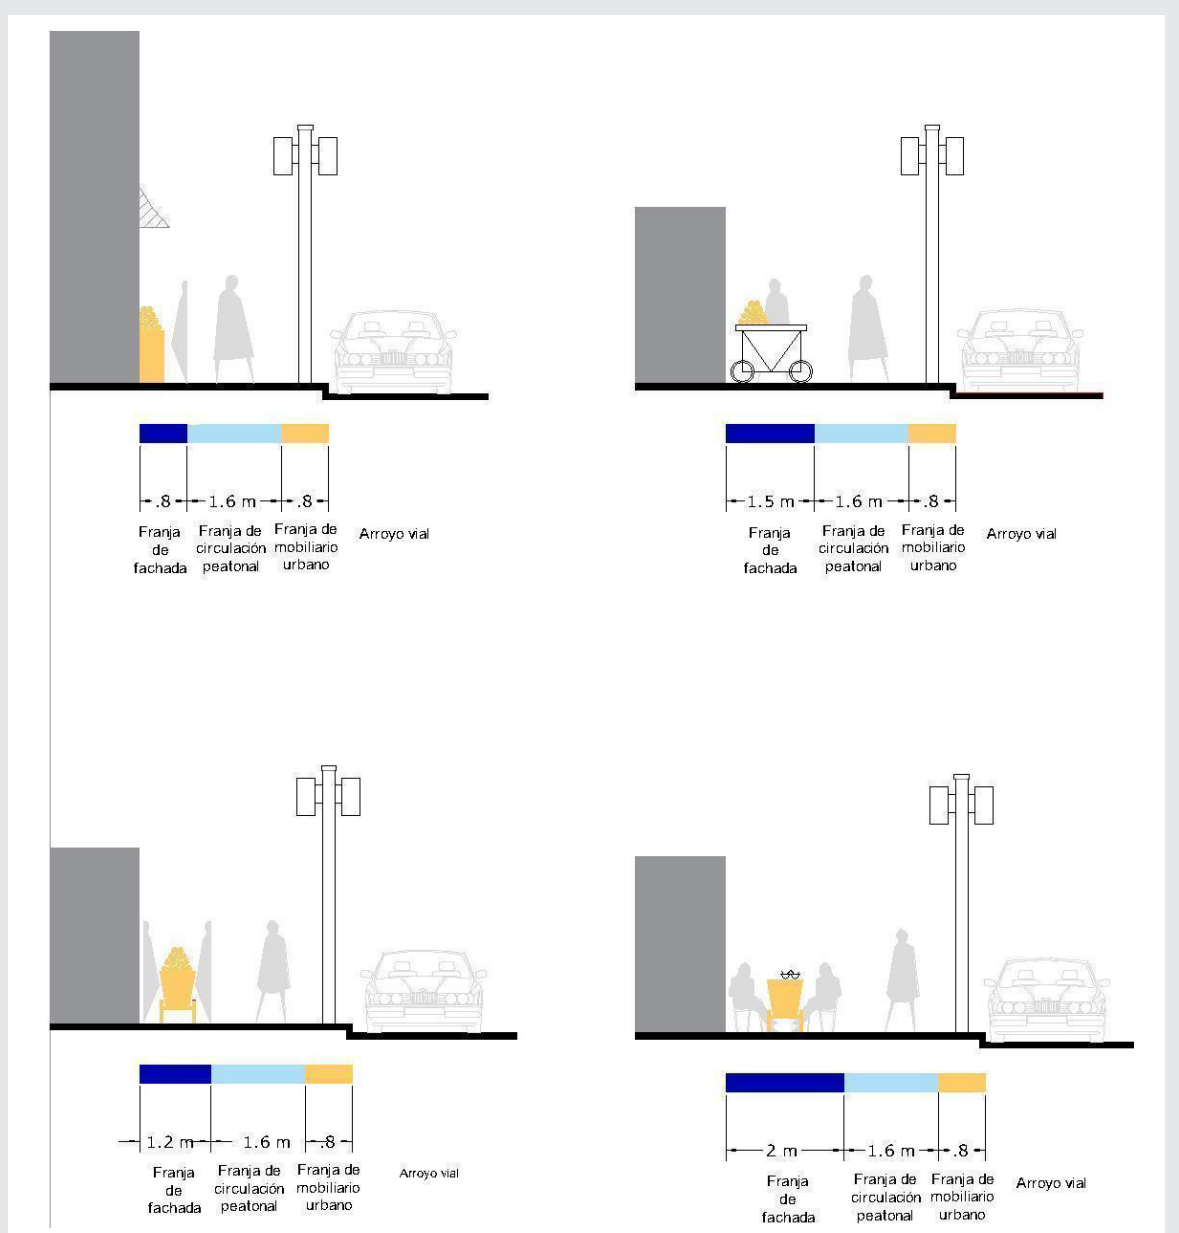 .8 1.6 m .8
Franja
de
fachada
Franja de
circulación
peatonal
Franja de
mobiliario
urbano
Arroyo vial
1.5 m 1.6 m .8
Franja
de
fachada
Franja de
circulación
peatonal
Franja de
mobiliario
urbano
Arroyo vial
1.2 m 1.6 m .8
Franja
de
fachada
Franja de
circulación
peatonal
Franja de
mobiliario
urbano
Arroyo vial
2 m 1.6 m .8
Franja
de
fachada
Franja de
circulación
peatonal
Franja de
mobiliario
urbano
Arroyo vial